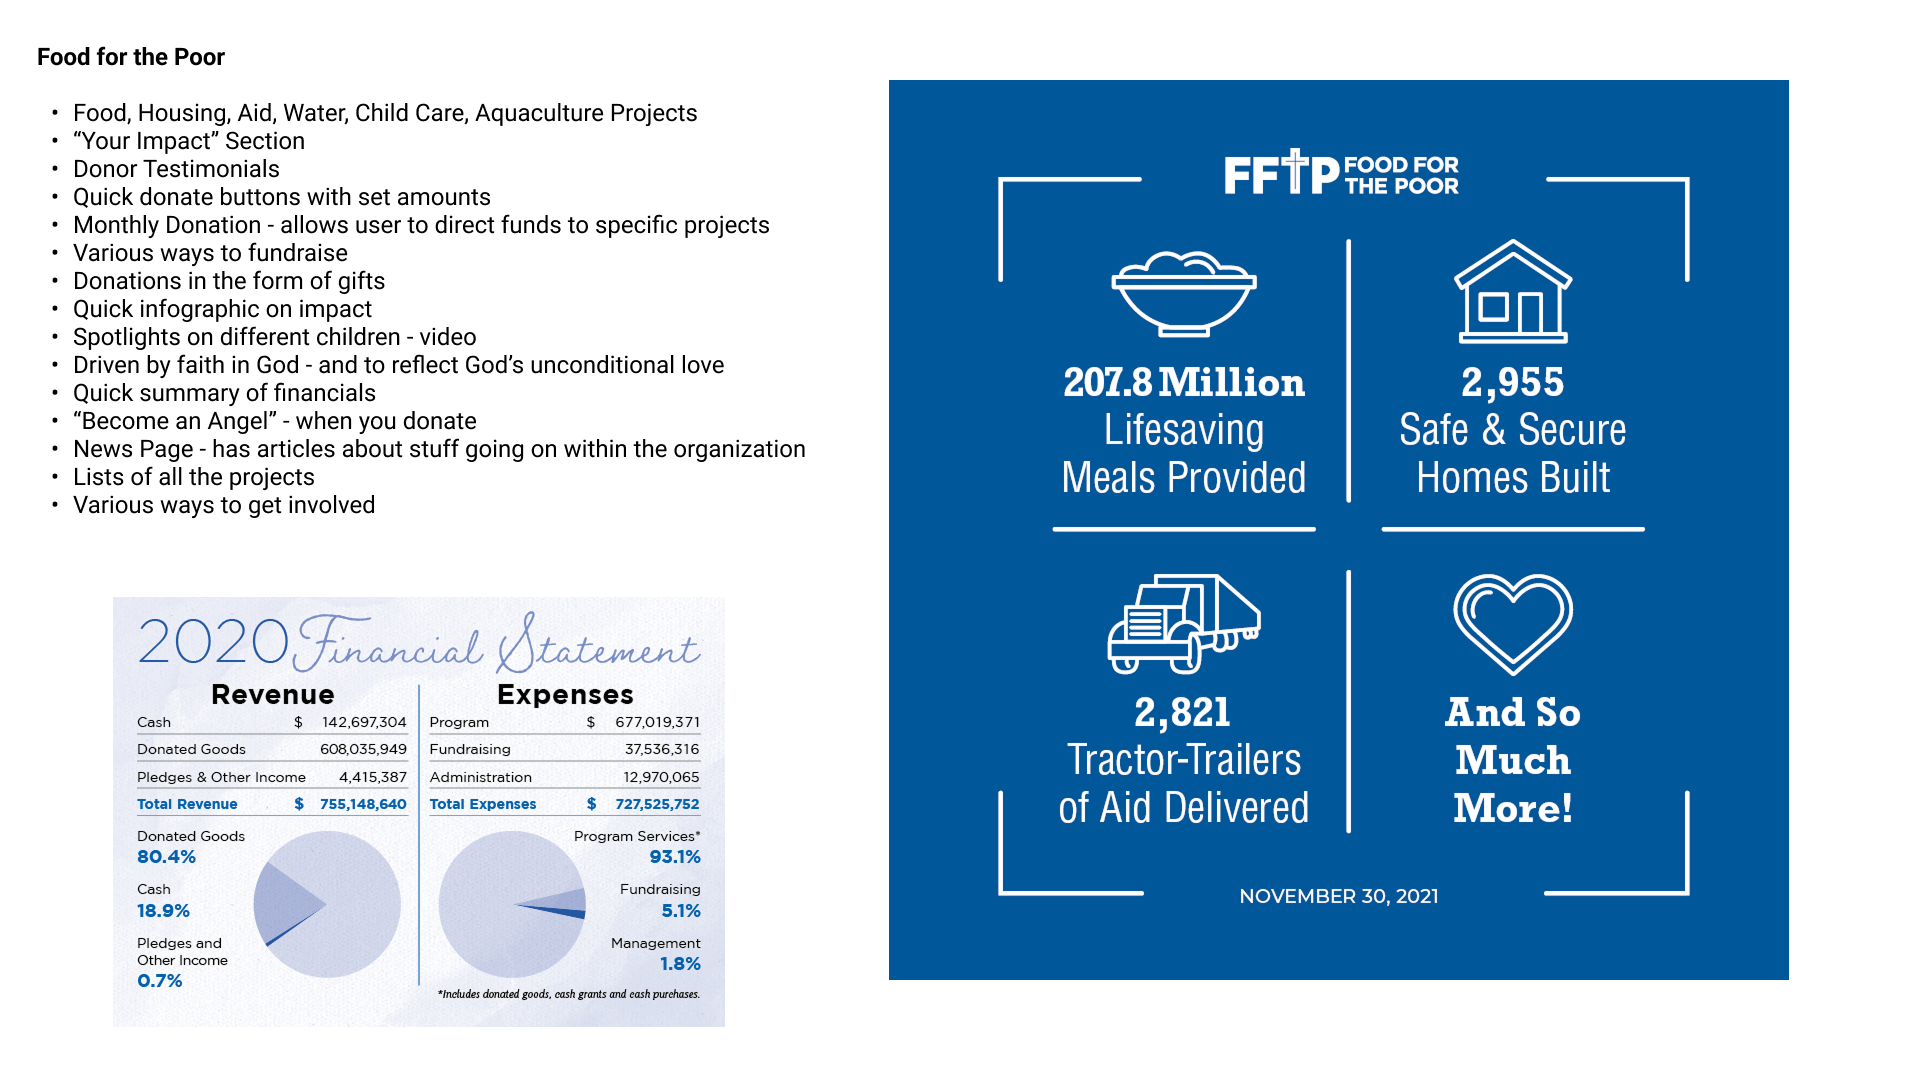 Food for the Poor
• Food, Housing, Aid, Water, Child Care, Aquaculture Projects
• “Your Impact” Section
• Donor Testimonials
• Quick donate buttons with set amounts
• Monthly Donation - allows user to direct funds to specific projects
• Various ways to fundraise
• Donations in the form of gifts
• Quick infographic on impact
• Spotlights on different children - video
• Driven by faith in God - and to reflect God’s unconditional love
• Quick summary of financials
• “Become an Angel” - when you donate
• News Page - has articles about stuff going on within the organization
• Lists of all the projects
• Various ways to get involved
2020 Financial Statement
Revenue
Cash $ 142,697,304
Donated Goods 608,035,949
Pledges & Other Income 4,415,387
Total Revenue $ 755,148,640
Donated Goods
80.4%
Cash
18.9%
Pledges and
Other Income
0.7%
Expenses
Program $ 677,019,371
Fundraising 37,536,316
Administration 12,970,065
Total Expenses $ 727,525,752
Program Services*
93.1%
Fundraising
5.1%
Management
1.8%
*Includes donated goods, cash grants and cash purchases.
FFTP FOOD FOR
THE POOR
207.8 Million
Lifesaving
Meals Provided
2,955
Safe & Secure
Homes Built
2,821
Tractor-Trailers
of Aid Delivered
And So
Much
More!
NOVEMBER 30, 2021